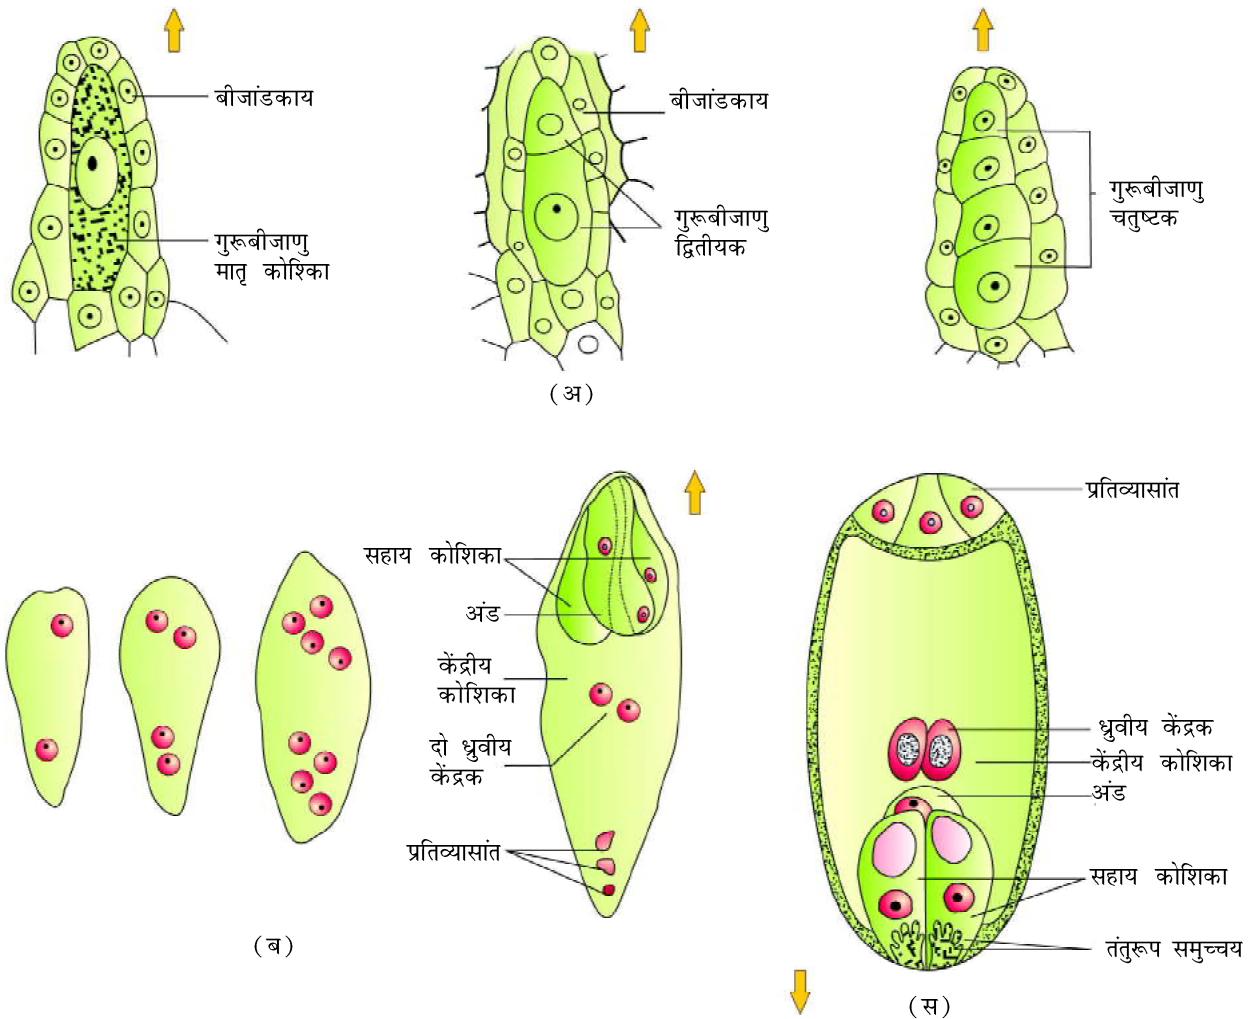 बीजांडकाय
गुरूबीजाणु
मातृ कोशिका
बीजांडकाय
गुरूबीजाणु
द्वितीयक
गुरूबीजाणु
चतुष्टक
(अ)
सहाय कोशिका
अंड
केंद्रीय
कोशिका
दो ध्रुवीय
केंद्रक
प्रतिव्यासांत
(ब)
प्रतिव्यासांत
ध्रुवीय केंद्रक
केंद्रीय कोशिका
अंड
सहाय कोशिका
तंतुरूप समुच्चय
(स)